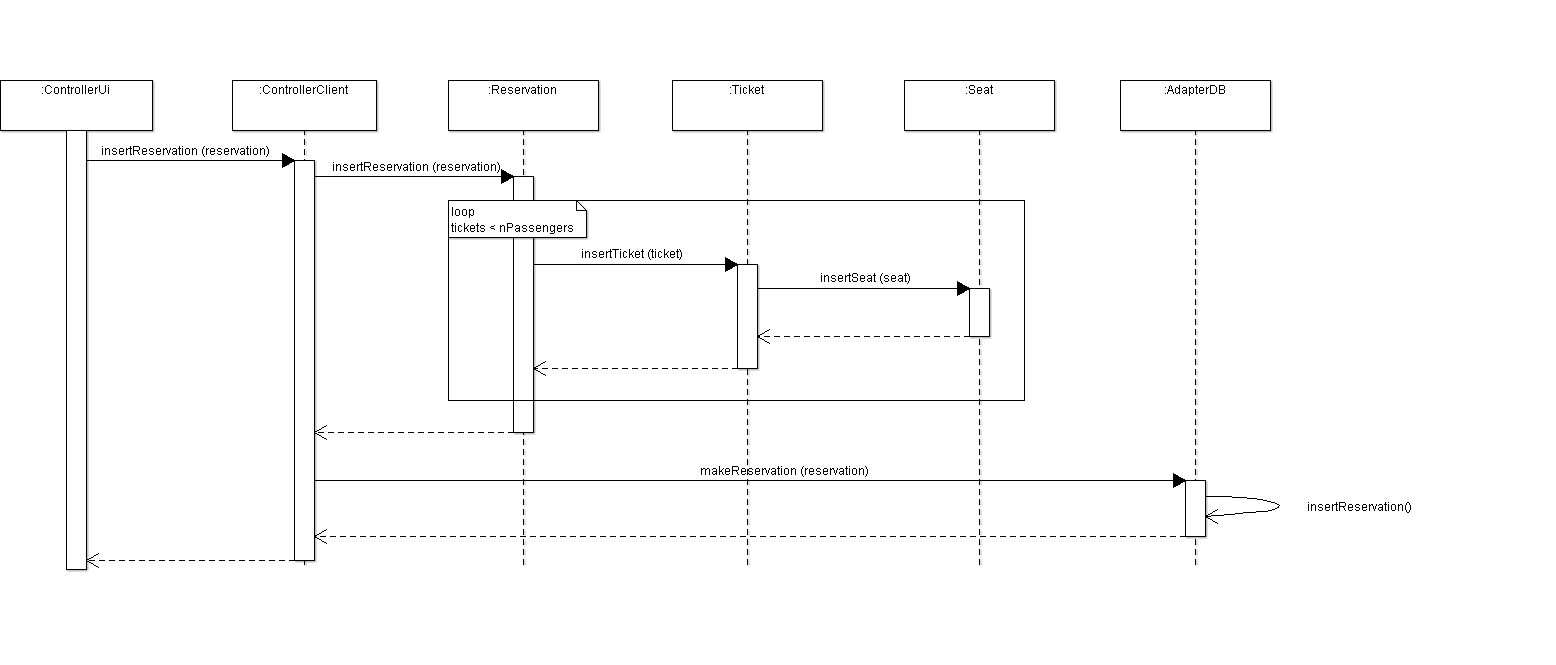 :ControllerUi
:ControllerClient
:Reservation
:Ticket
:Seat
:AdapterDB
insertReservation (reservation)
insertReservation (reservation)
loop
tickets < nPassengers
insertTicket (ticket)
insertSeat (seat)
makeReservation (reservation)
insertReservation()